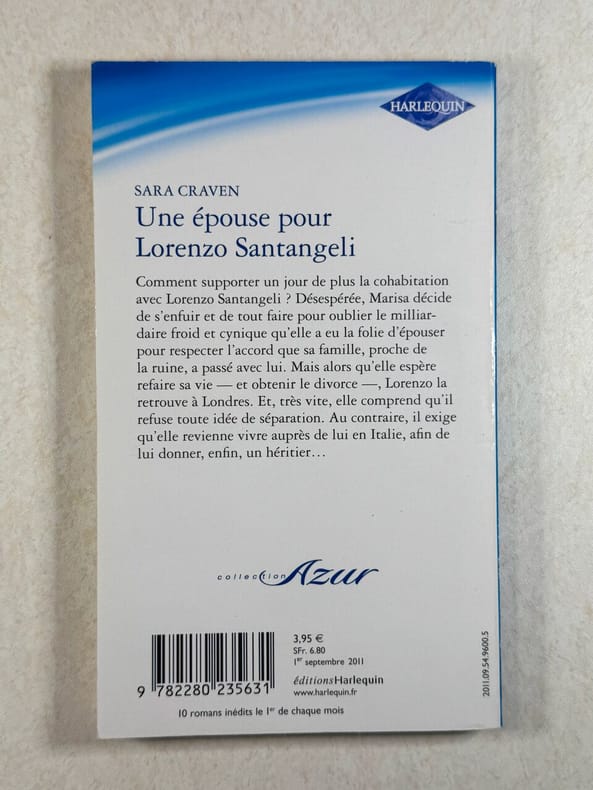 HARLEQUIN
SARA CRAVEN
Une épouse pour
Lorenzo Santangeli
Comment supporter un jour de plus la cohabitation
avec Lorenzo Santangeli ? Désespérée, Marisa décide
de s'enfuir et de tout faire pour oublier le milliar-
daire froid et cynique qu'elle a eu la folie d'épouser
pour respecter l'accord que sa famille, proche de
la ruine, a passé avec lui. Mais alors qu'elle espère
refaire sa vie — et obtenir le divorce —, Lorenzo la
retrouve à Londres. Et, très vite, elle comprend qu'il
refuse toute idée de séparation. Au contraire, il exige
qu'elle revienne vivre auprès de lui en Italie, afin de
lui donner, enfin, un héritier…
collection Azur
3,95 €
SFr. 6.80
1er septembre 2011
éditionsHarlequin
www.harlequin.fr
9 782280 235631
10 romans inédits le 1er de chaque mois
2011.09.54.9600.5